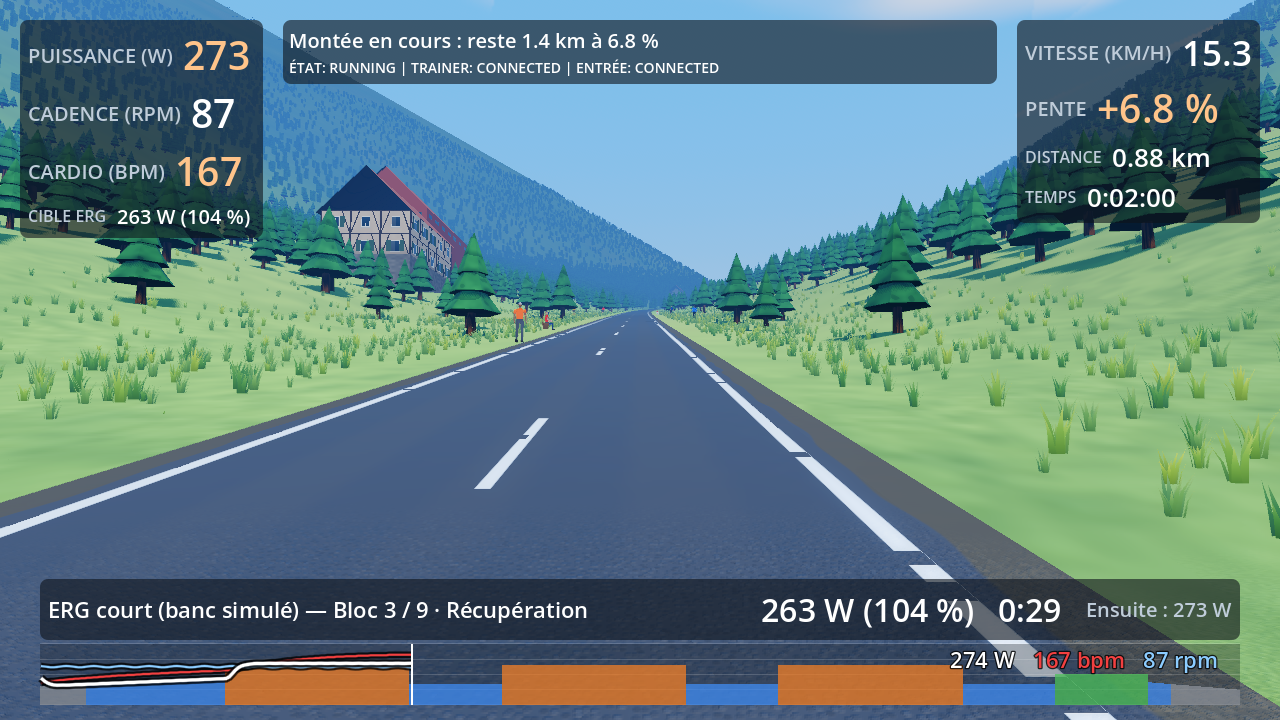 PUISSANCE (W) 273
CADENCE (RPM) 87
CARDIO (BPM) 167
CIBLE ERG 263 W (104 %)
Montée en cours : reste 1.4 km à 6.8 %
ÉTAT: RUNNING | TRAINER: CONNECTED | ENTRÉE: CONNECTED
VITESSE (KM/H) 15.3
PENTE +6.8 %
DISTANCE 0.88 km
TEMPS 0:02:00
ERG court (banc simulé) — Bloc 3 / 9 · Récupération 263 W (104 %) 0:29 Ensuite : 273 W
274 W 167 bpm 87 rpm